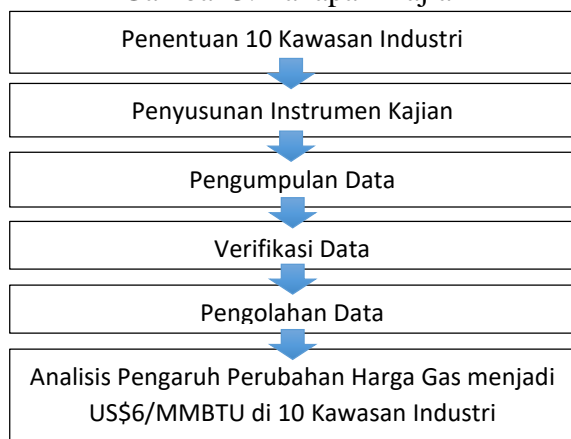 Penentuan 10 Kawasan Industri
Penyusunan Instrumen Kajian
Pengumpulan Data
Verifikasi Data
Pengolahan Data
Analisis Pengaruh Perubahan Harga Gas menjadi
US$6/MMBTU di 10 Kawasan Industri